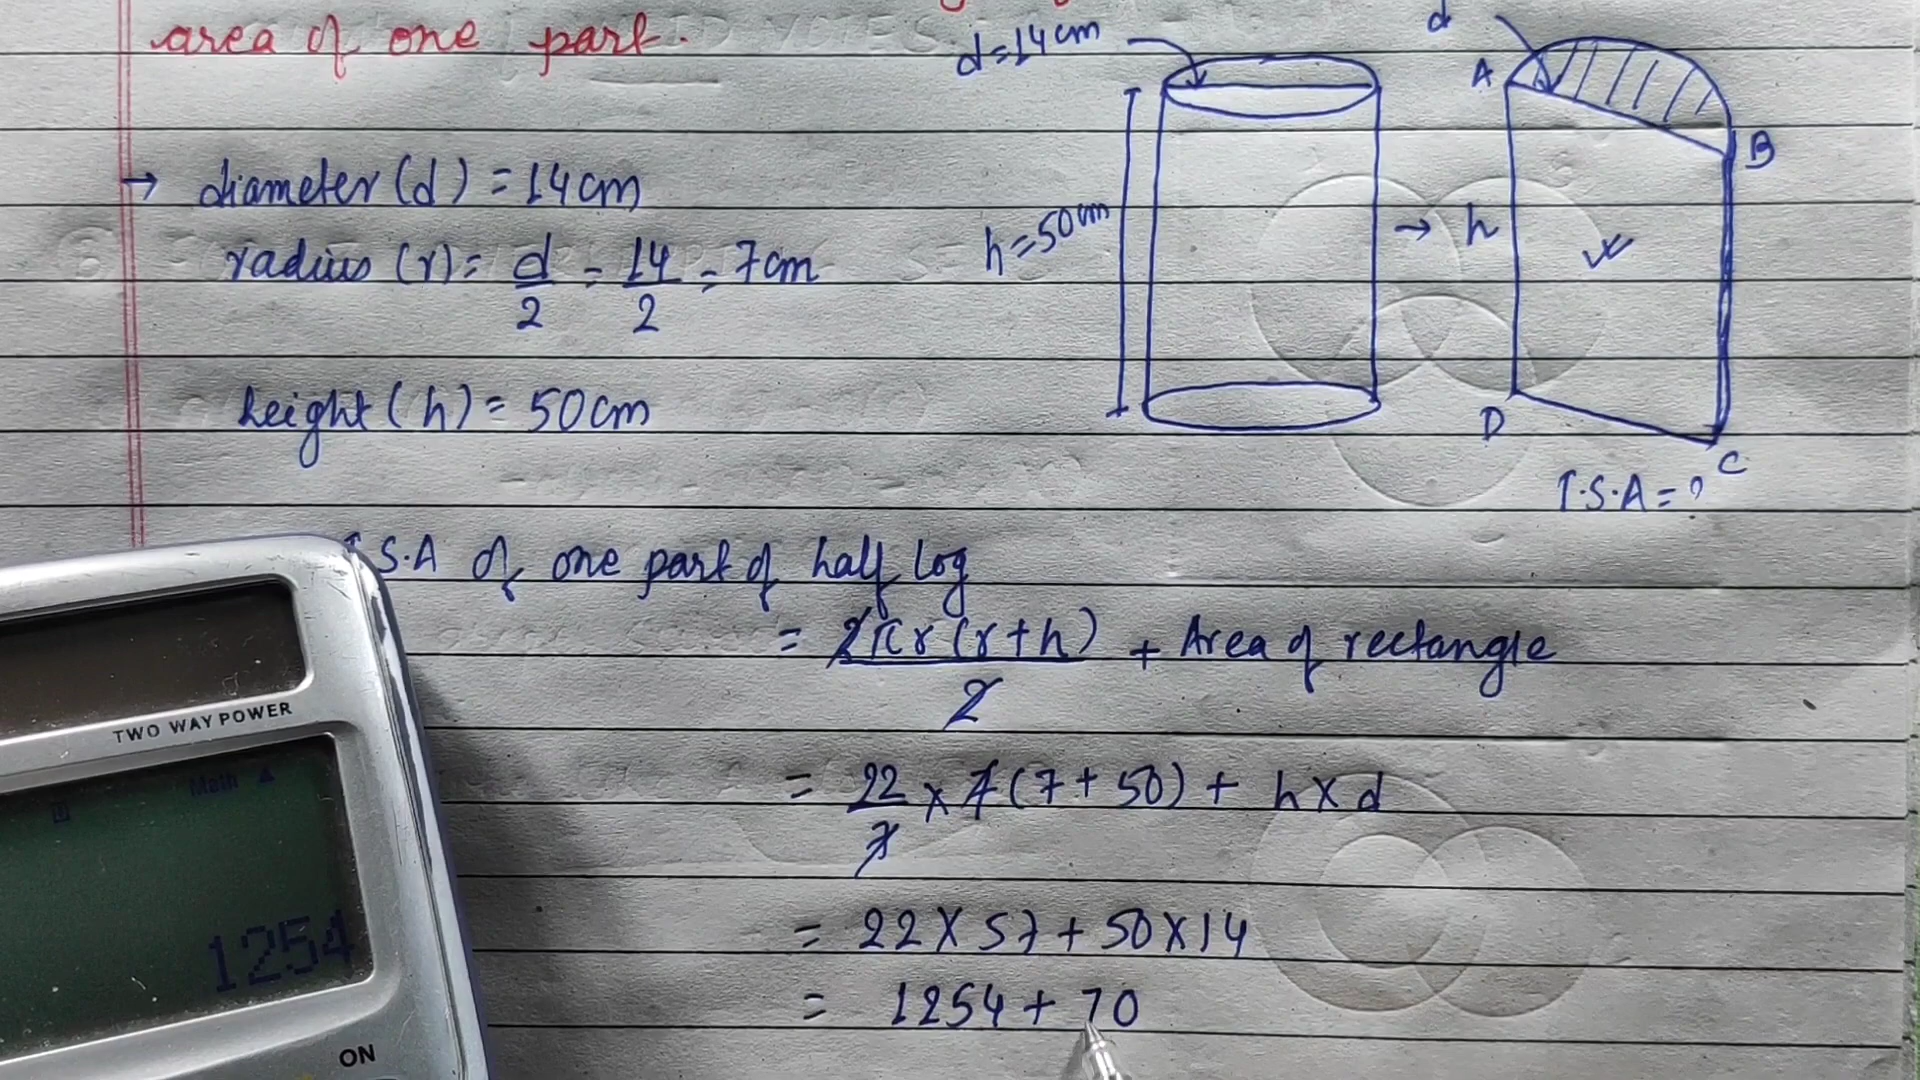 area of one part.
d=14cm
d
A
B
→ diameter (d) = 14cm
radius (r) = d/2 = 14/2 = 7cm
h=50cm
→ h
height (h) = 50cm
D
C
T.S.A = ?
T.S.A of one part of half log
= 2πr(r+h)/2 + Area of rectangle
= 22/7 × 7(7+50) + h×d
= 22×57+50×14
= 1254+70
TWO WAY POWER
Math ▲
1254
ON